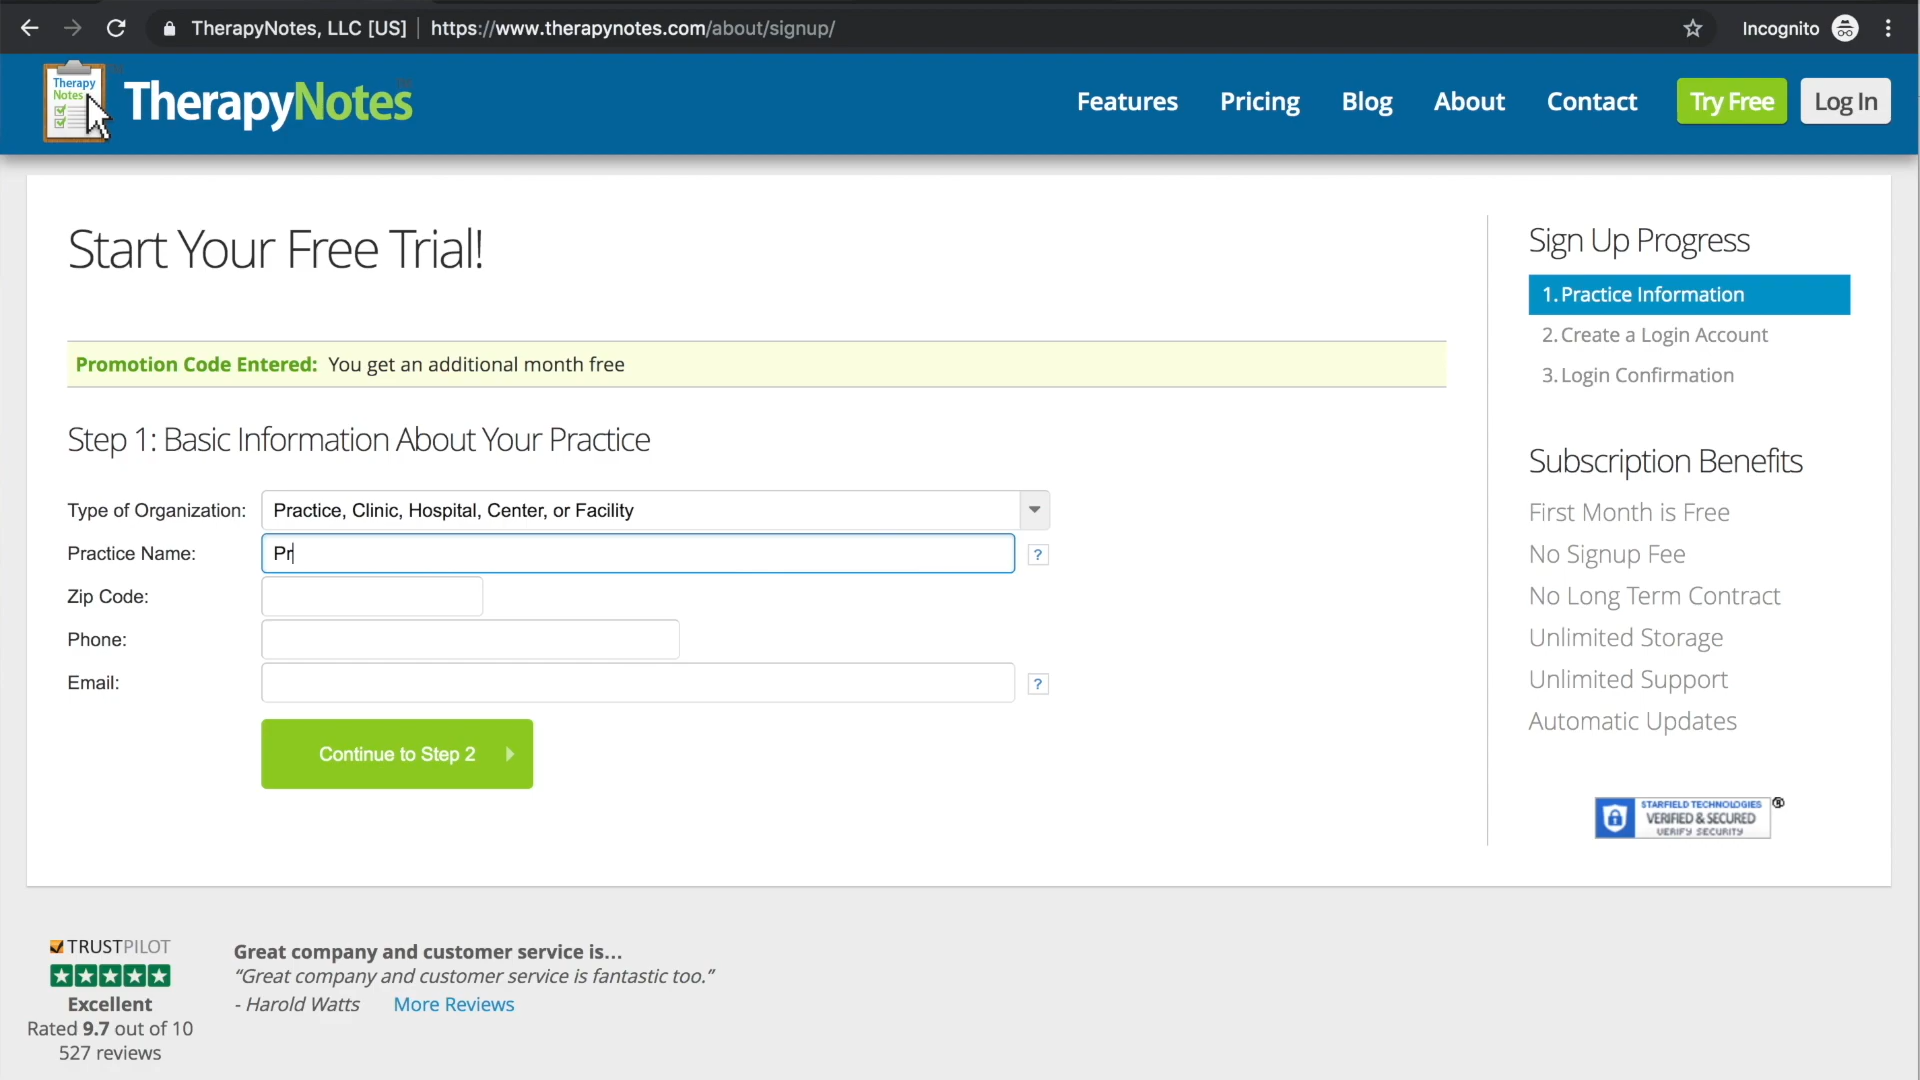 TherapyNotes, LLC [US] | https://www.therapynotes.com/about/signup/
Incognito
Therapy
Notes
TherapyNotes
Features
Pricing
Blog
About
Contact
Try Free
Log In
Start Your Free Trial!
Promotion Code Entered: You get an additional month free
Step 1: Basic Information About Your Practice
Type of Organization: Practice, Clinic, Hospital, Center, or Facility
Practice Name: Pr ?
Zip Code:
Phone:
Email: ?
Continue to Step 2
Sign Up Progress
1. Practice Information
2. Create a Login Account
3. Login Confirmation
Subscription Benefits
First Month is Free
No Signup Fee
No Long Term Contract
Unlimited Storage
Unlimited Support
Automatic Updates
STARFIELD TECHNOLOGIES ®
VERIFIED & SECURED
VERIFY SECURITY
TRUSTPILOT
Excellent
Rated 9.7 out of 10
527 reviews
Great company and customer service is...
“Great company and customer service is fantastic too.”
- Harold Watts More Reviews